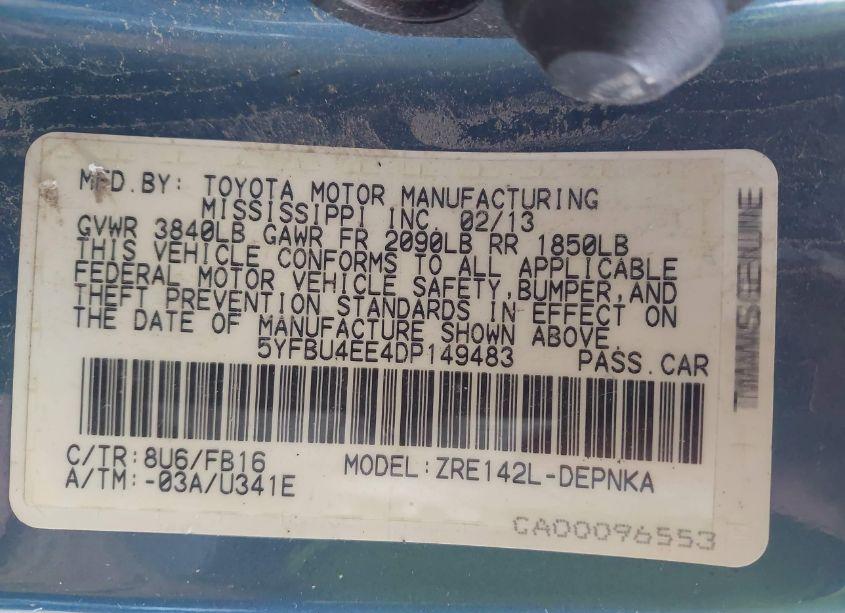 MFD.BY: TOYOTA MOTOR MANUFACTURING
MISSISSIPPI INC. 02/13
GVWR 3840LB GAWR FR 2090LB RR 1850LB
THIS VEHICLE CONFORMS TO ALL APPLICABLE
FEDERAL MOTOR VEHICLE SAFETY,BUMPER,AND
THEFT PREVENTION STANDARDS IN EFFECT ON
THE DATE OF MANUFACTURE SHOWN ABOVE.
5YFBU4EE4DP149483 PASS.CAR
C/TR:8U6/FB16 MODEL:ZRE142L-DEPNKA
A/TM:-03A/U341E
CA00096553